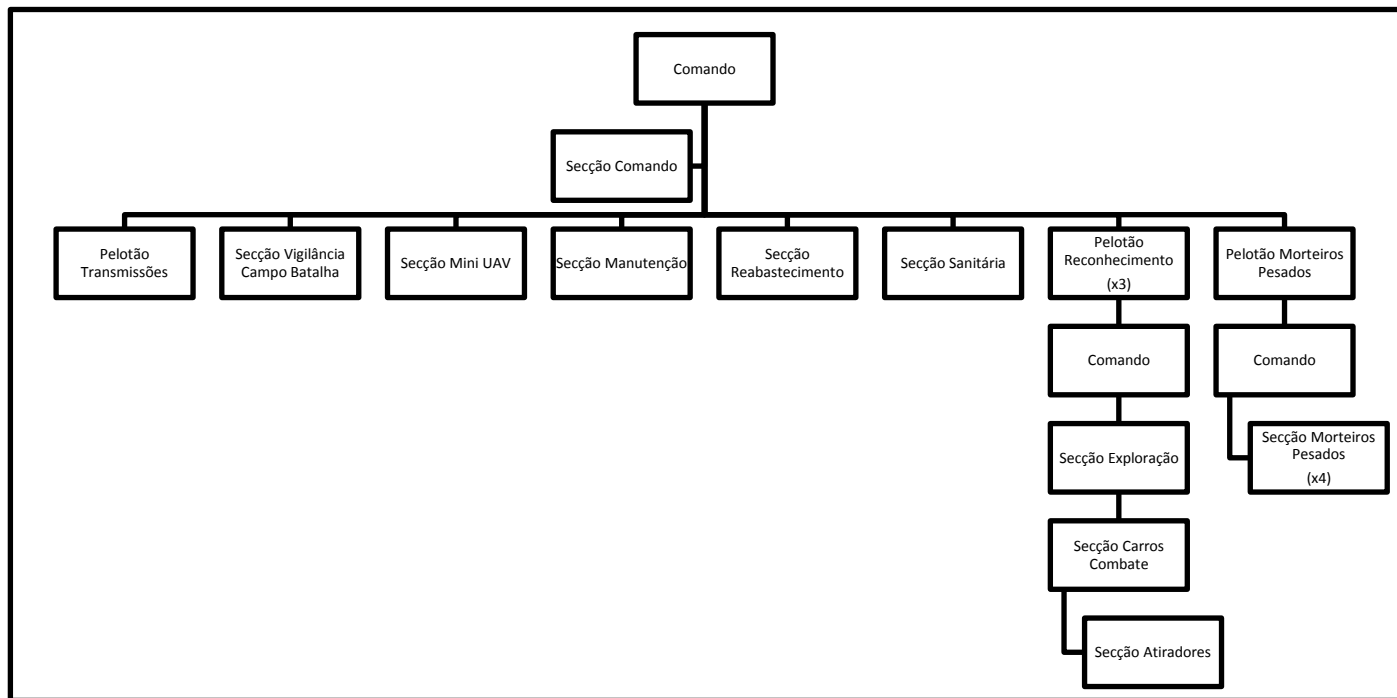 Comando
Secção Comando
Pelotão
Transmissões
Secção Vigilância
Campo Batalha
Secção Mini UAV
Secção Manutenção
Secção
Reabastecimento
Secção Sanitária
Pelotão
Reconhecimento
(x3)
Pelotão Morteiros
Pesados
Comando
Comando
Secção Exploração
Secção Morteiros
Pesados
(x4)
Secção Carros
Combate
Secção Atiradores